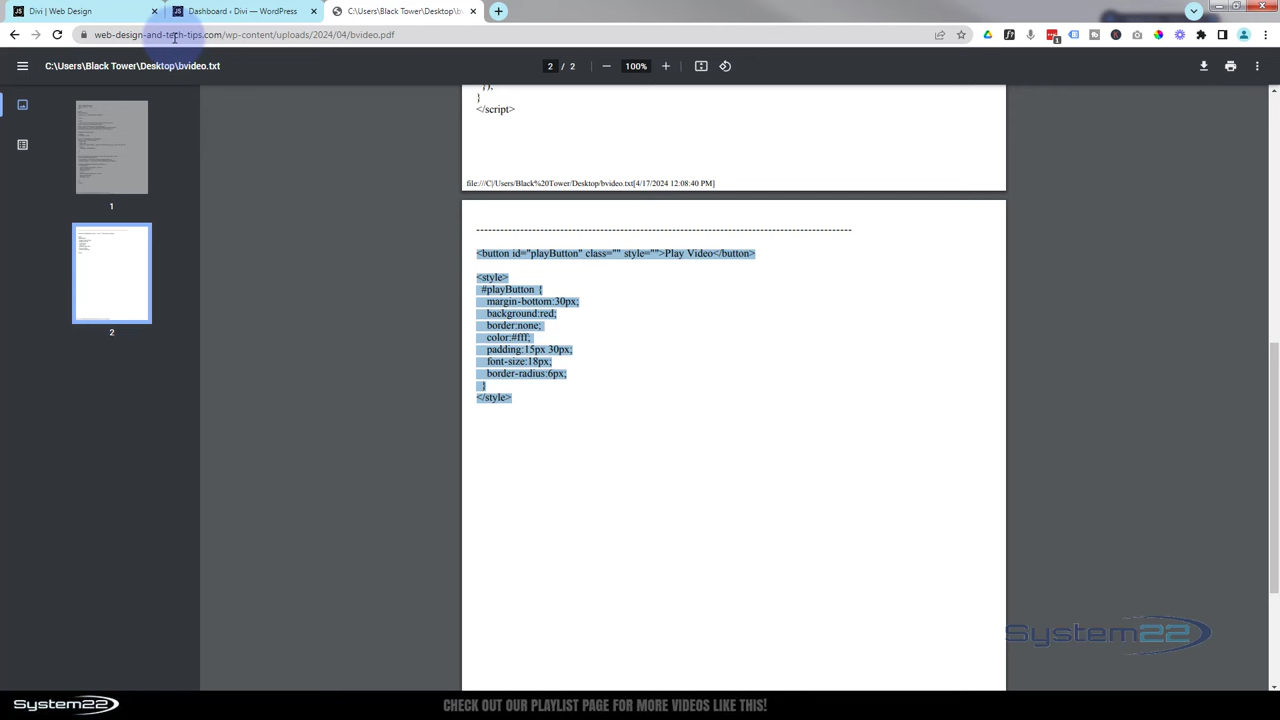 Divi | Web Design
Dashboard ‹ Divi — WordPress
C:\Users\Black Tower\Desktop\b
web-design-and-tech-tips.com/wp-content/uploads/2024/04/bvideo.pdf
C:\Users\Black Tower\Desktop\bvideo.txt
2 / 2
100%
1
2
});
}
</script>
file:///C|/Users/Black%20Tower/Desktop/bvideo.txt[4/17/2024 12:08:40 PM]
<button id="playButton" class="" style="">Play Video</button>
<style>
#playButton {
margin-bottom:30px;
background:red;
border:none;
color:#fff;
padding:15px 30px;
font-size:18px;
border-radius:6px;
}
</style>
System22
System22
CHECK OUT OUR PLAYLIST PAGE FOR MORE VIDEOS LIKE THIS!